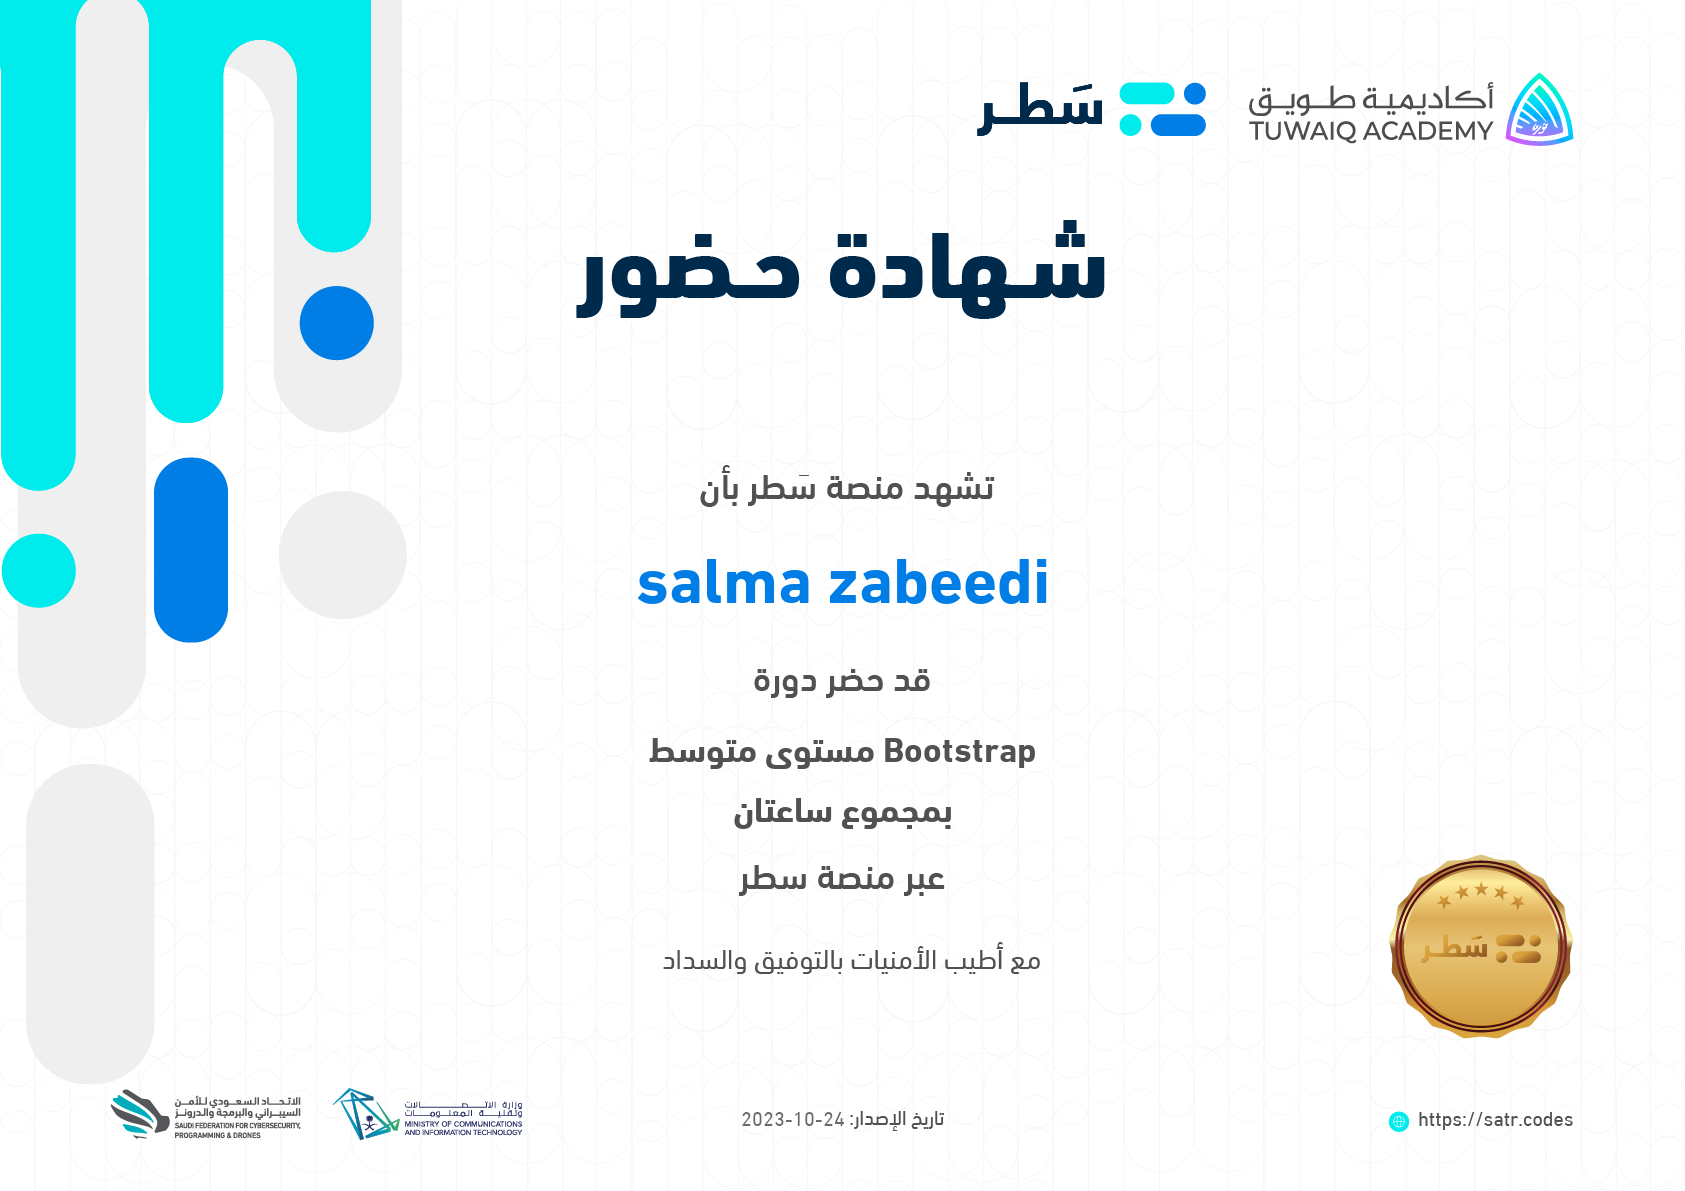 أكاديمية طويق
TUWAIQ ACADEMY
سَطر
شهادة حضور
تشهد منصة سَطر بأن
salma zabeedi
قد حضر دورة
Bootstrap مستوى متوسط
بمجموع ساعتان
عبر منصة سطر
مع أطيب الأمنيات بالتوفيق والسداد
سَطر
https://satr.codes
تاريخ الإصدار: 24-10-2023
وزارة الاتصالات
وتقنية المعلومات
MINISTRY OF COMMUNICATIONS
AND INFORMATION TECHNOLOGY
الاتحاد السعودي للأمن
السيبراني والبرمجة والدرونز
SAUDI FEDERATION FOR CYBERSECURITY,
PROGRAMMING & DRONES